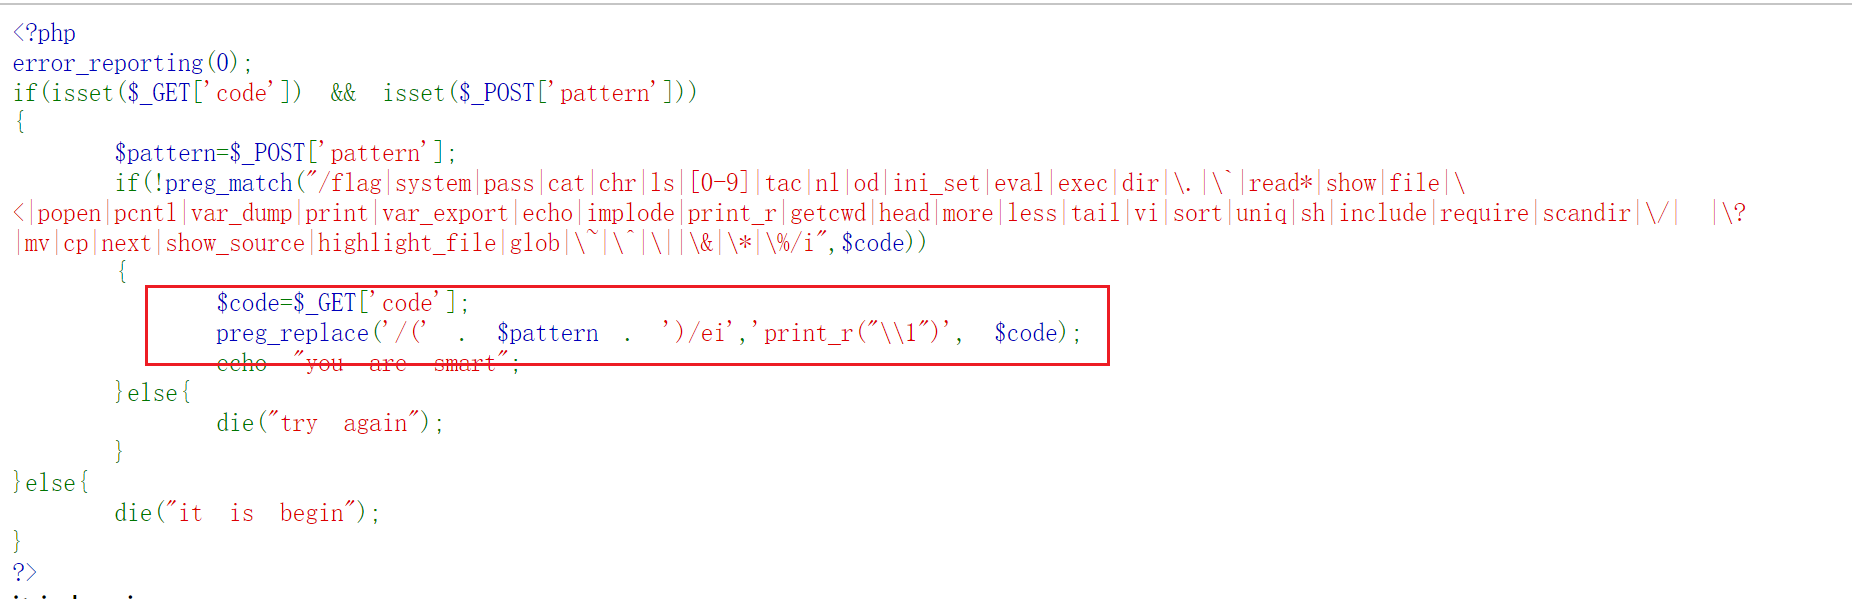 <?php
error_reporting(0);
if(isset($_GET['code']) && isset($_POST['pattern']))
{
$pattern=$_POST['pattern'];
if(!preg_match("/flag|system|pass|cat|chr|ls|[0-9]|tac|nl|od|ini_set|eval|exec|dir|\.|\`|read*|show|file|\
<|popen|pcntl|var_dump|print|var_export|echo|implode|print_r|getcwd|head|more|less|tail|vi|sort|uniq|sh|include|require|scandir|\/| |\?
|mv|cp|next|show_source|highlight_file|glob|\~|\^|\||\&|\*|\%/i",$code))
{
$code=$_GET['code'];
preg_replace('/(' . $pattern . ')/ei','print_r("\\1")', $code);
echo "you are smart";
}else{
die("try again");
}
}else{
die("it is begin");
}
?>